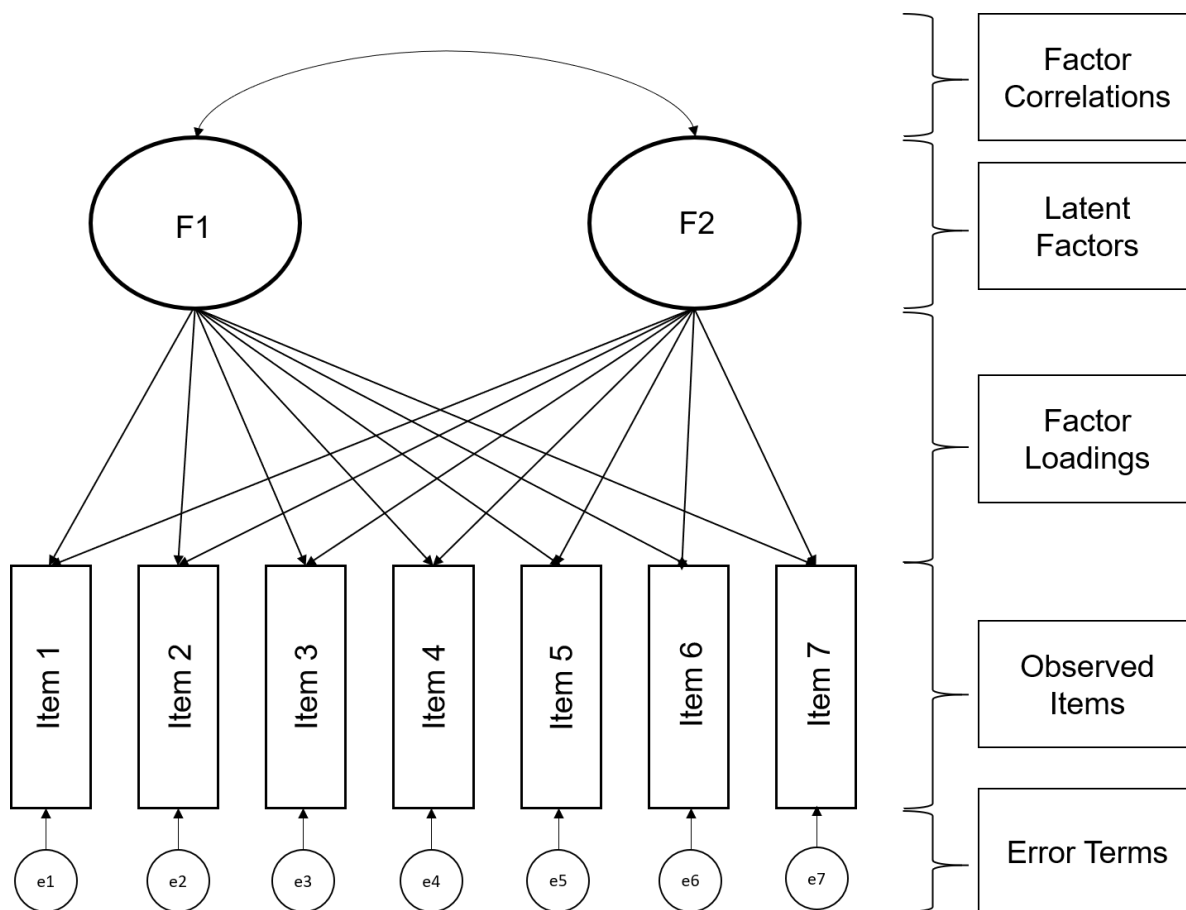 Factor
Correlations
F1
F2
Latent
Factors
Factor
Loadings
Item 1
Item 2
Item 3
Item 4
Item 5
Item 6
Item 7
Observed
Items
e1
e2
e3
e4
e5
e6
e7
Error Terms